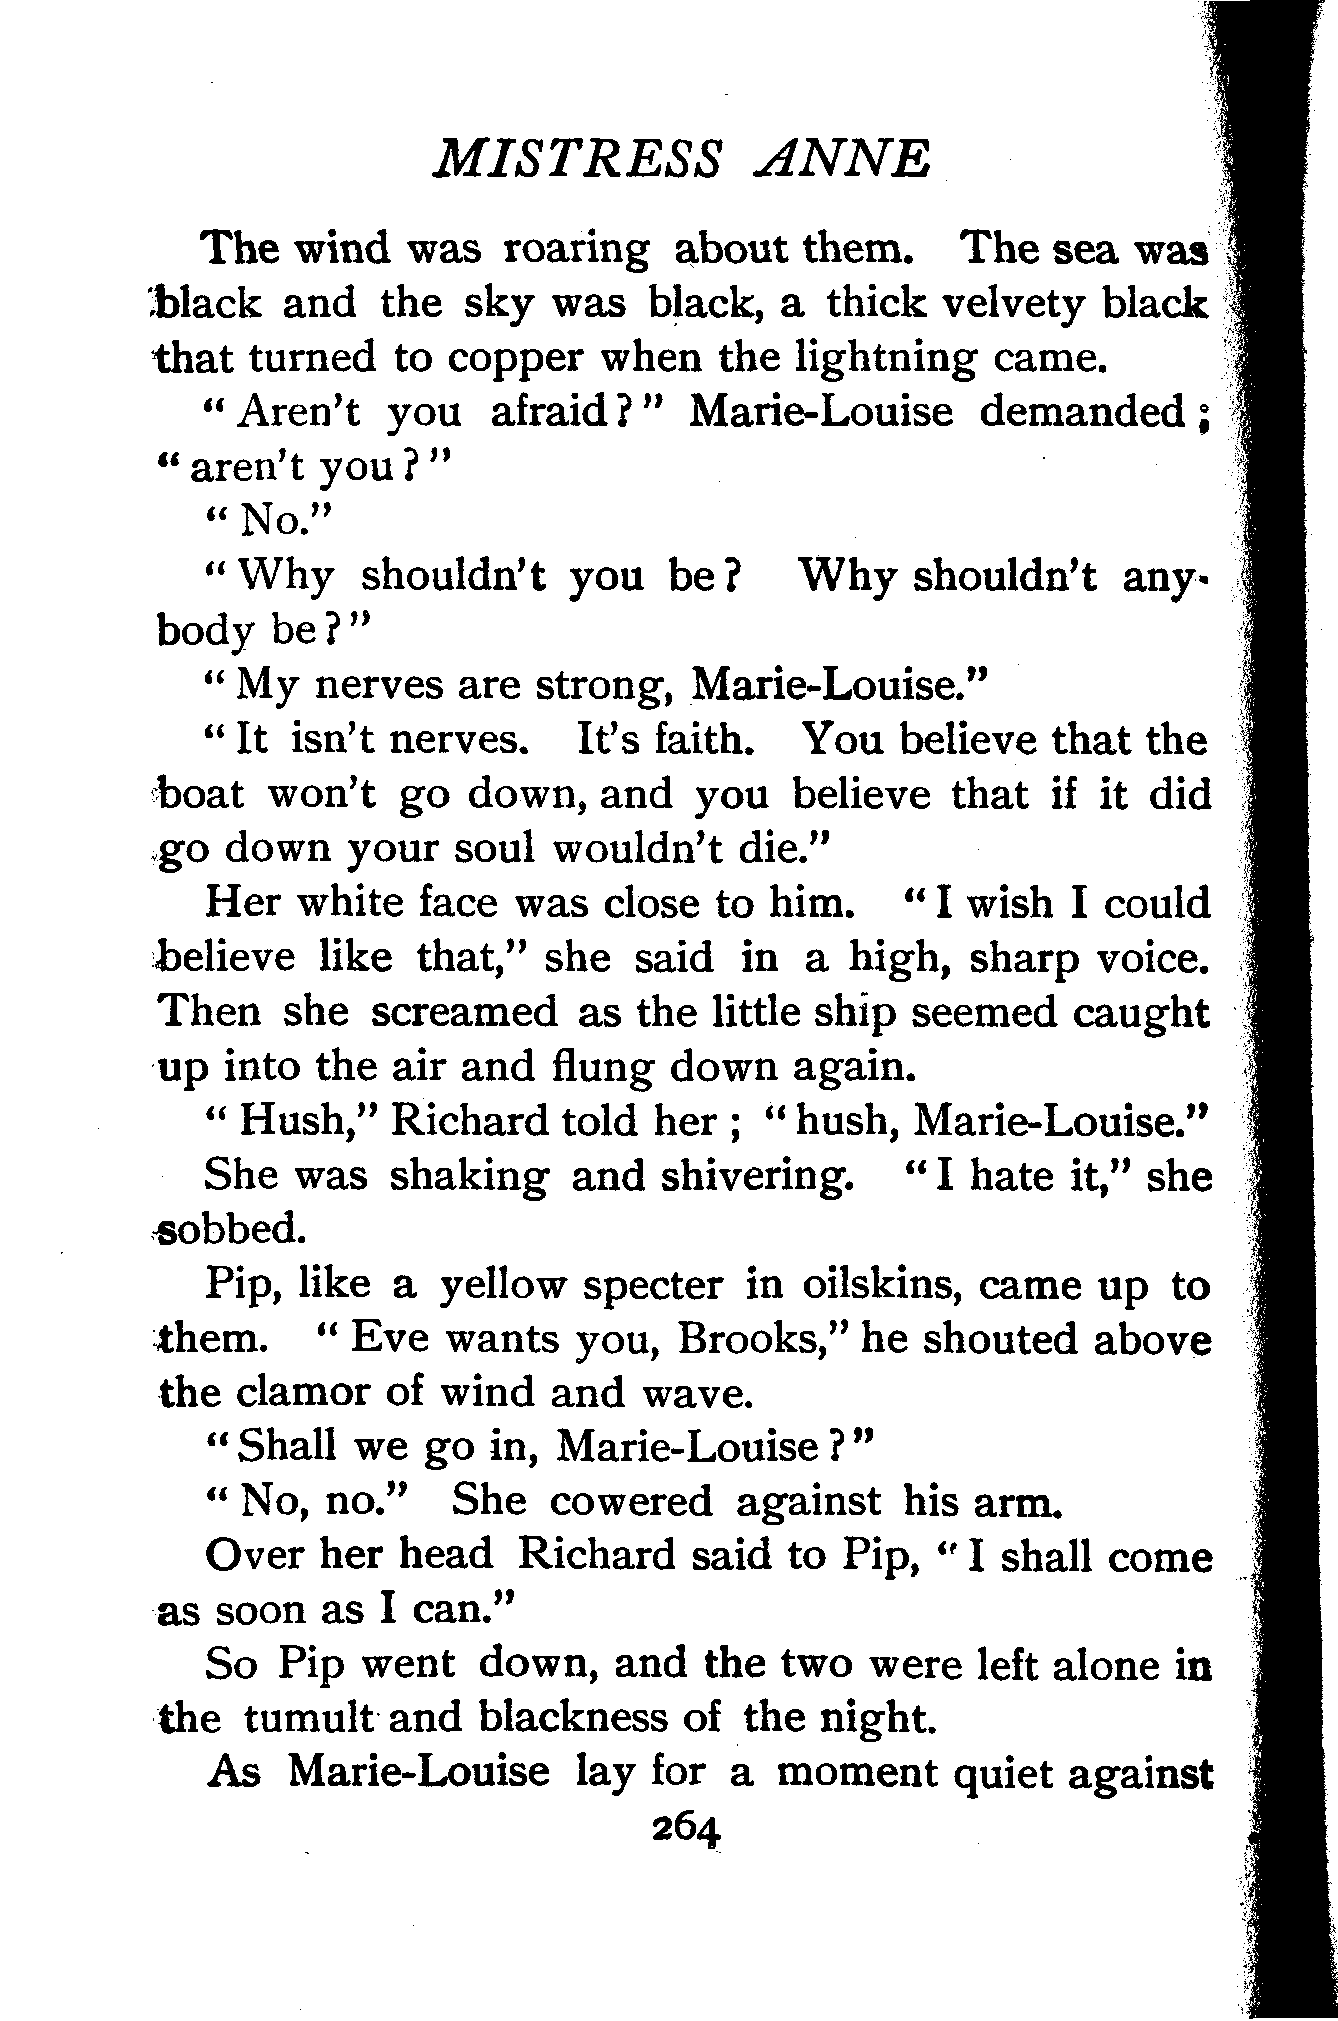 MISTRESS ANNE
The wind was roaring about them. The sea was
black and the sky was black, a thick velvety black
that turned to copper when the lightning came.
"Aren't you afraid?" Marie-Louise demanded;
"aren't you?"
"No."
"Why shouldn't you be? Why shouldn't any-
body be?"
"My nerves are strong, Marie-Louise."
"It isn't nerves. It's faith. You believe that the
boat won't go down, and you believe that if it did
go down your soul wouldn't die."
Her white face was close to him. "I wish I could
believe like that," she said in a high, sharp voice.
Then she screamed as the little ship seemed caught
up into the air and flung down again.
"Hush," Richard told her; "hush, Marie-Louise."
She was shaking and shivering. "I hate it," she
sobbed.
Pip, like a yellow specter in oilskins, came up to
them. "Eve wants you, Brooks," he shouted above
the clamor of wind and wave.
"Shall we go in, Marie-Louise?"
"No, no." She cowered against his arm.
Over her head Richard said to Pip, "I shall come
as soon as I can."
So Pip went down, and the two were left alone in
the tumult and blackness of the night.
As Marie-Louise lay for a moment quiet against
264